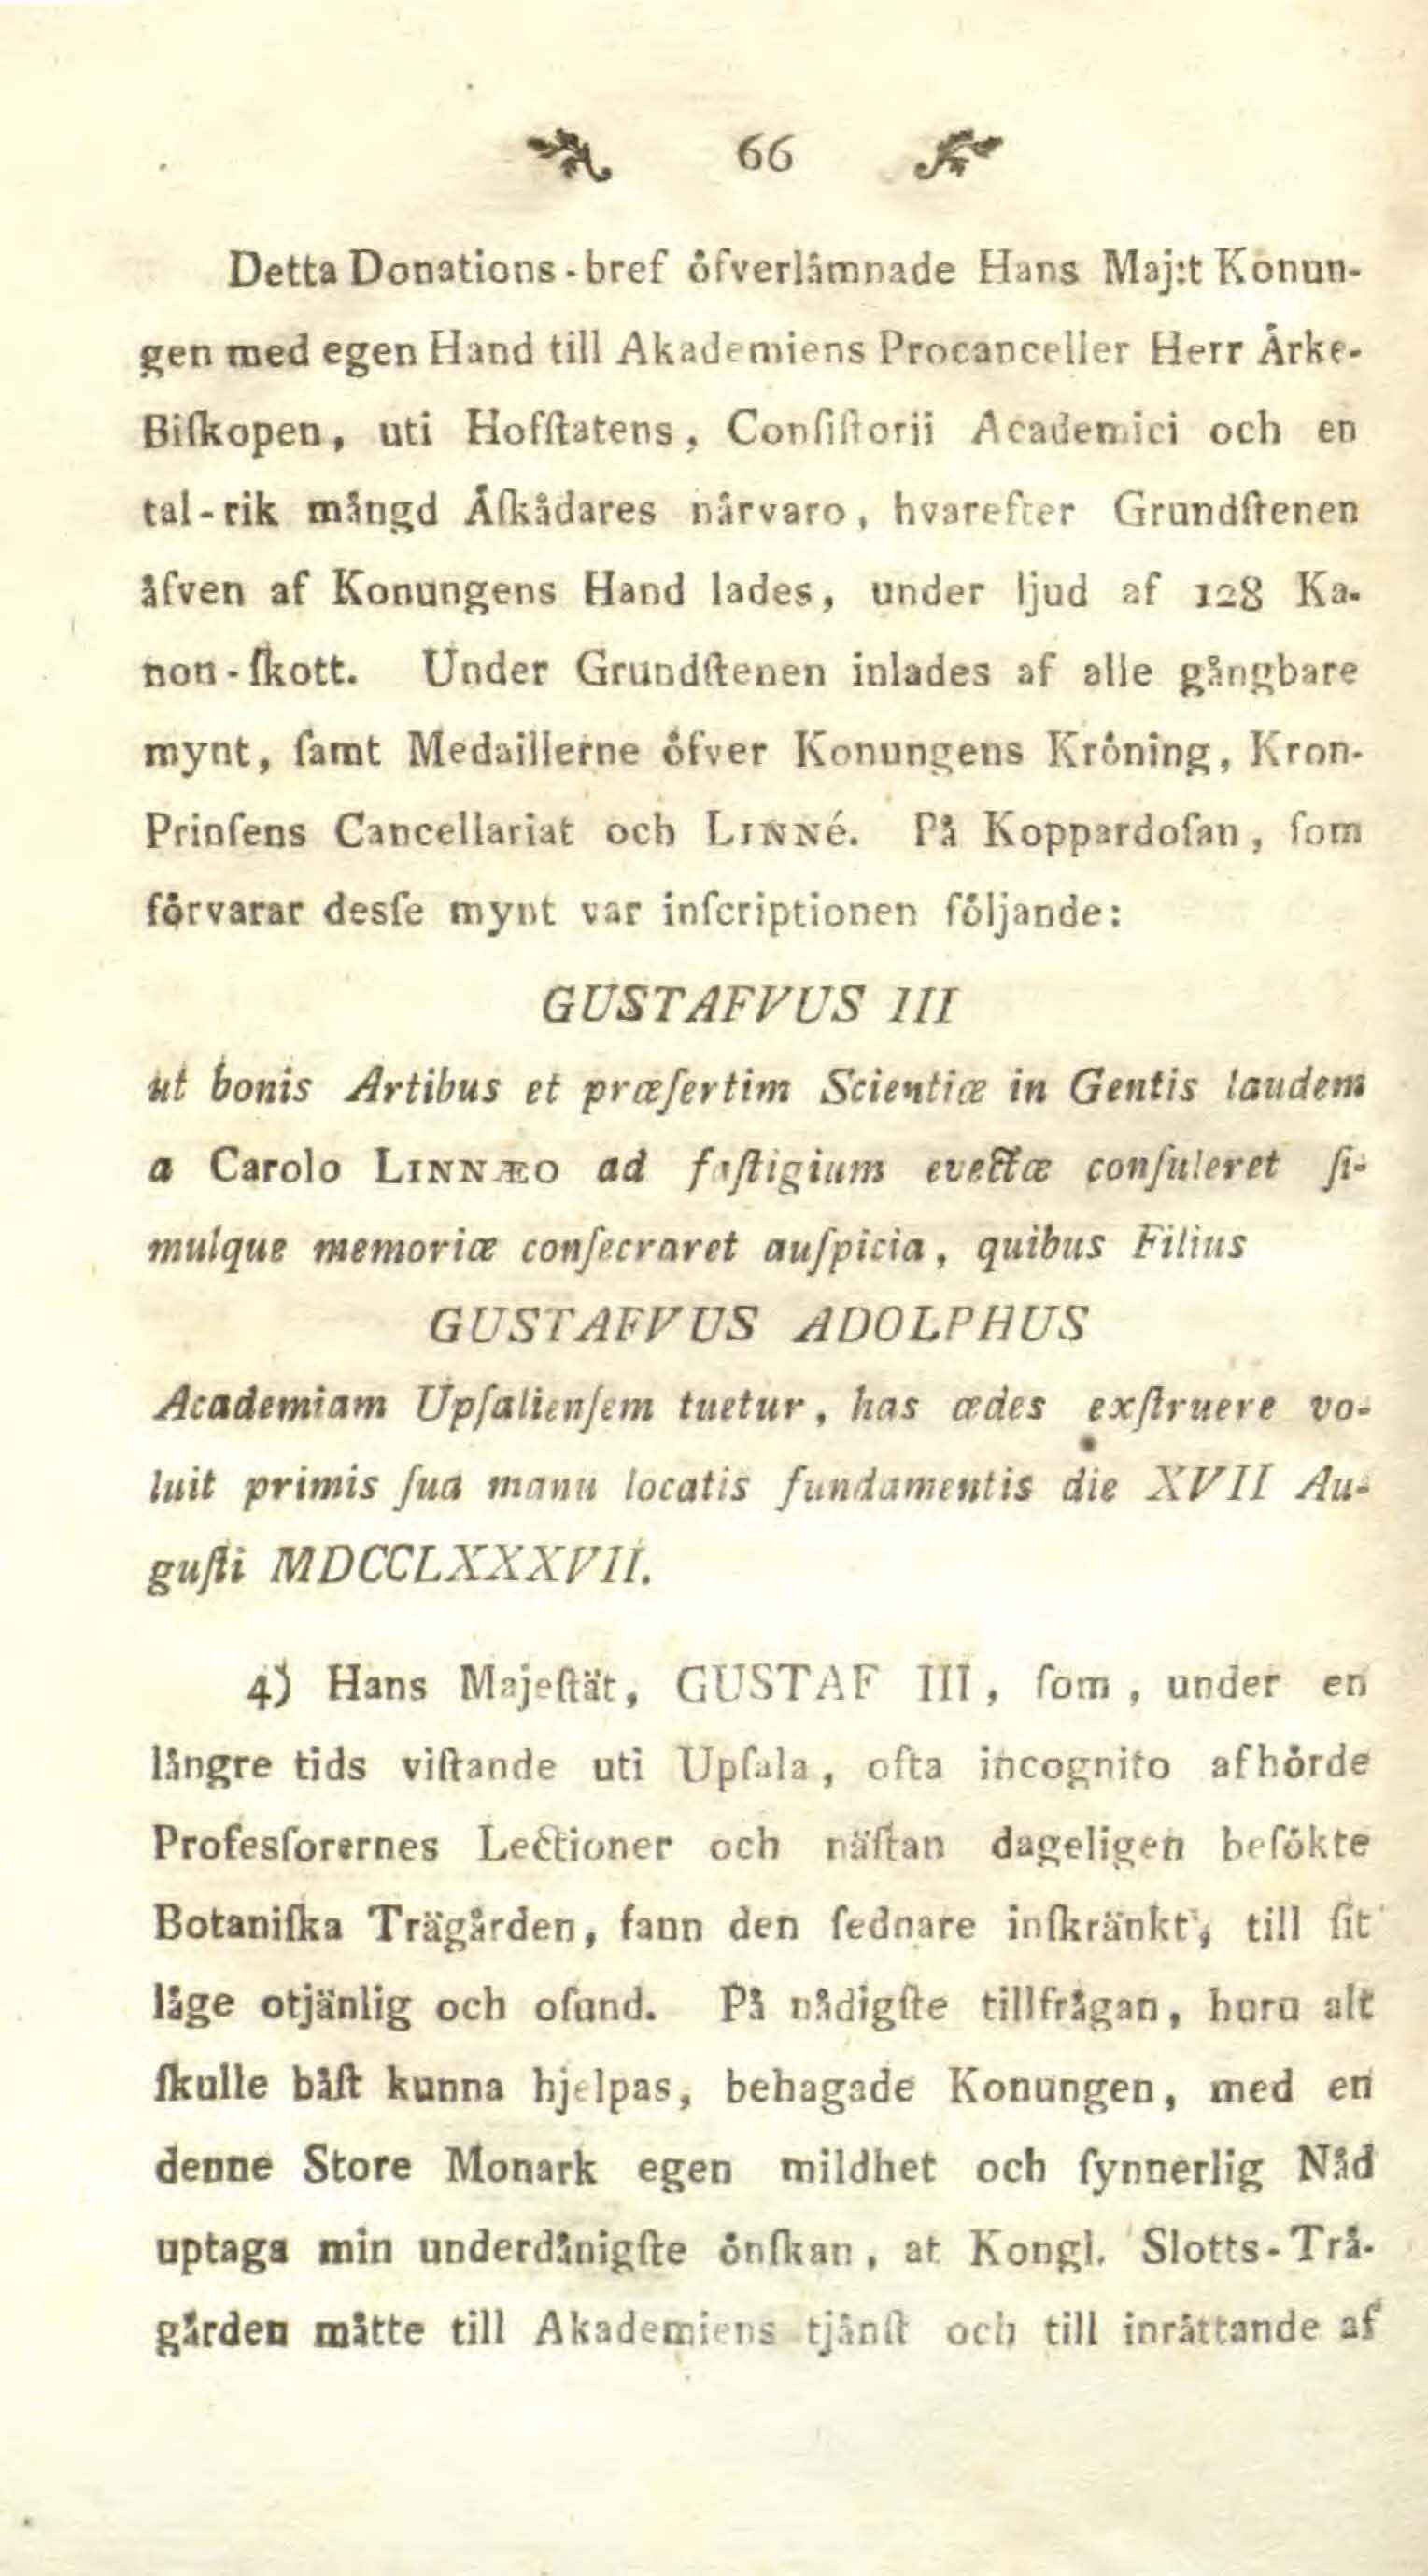 66
Detta Donations-bref öfverlämnade Hans Maj:t Konun-
gen med egen Hand till Akademiens Procanceller Herr Ärke-
Biſkopen, uti Hofſtatens, Conſiſtorii Academici och en
tal-rik mängd Åſkådares närvaro, hvarefter Grundſtenen
äfven af Konungens Hand lades, under ljud af 128 Ka-
non-ſkott. Under Grundſtenen inlades af alle gångbare
mynt, ſamt Medaillerne öfver Konungens Kröning, Kron-
Prinſens Cancellariat och LINNé. På Koppardoſan, ſom
förvarar desſe mynt var inſcriptionen följande:
GUSTAFVUS III
ut bonis Artibus et præſertim Scientiæ in Gentis laudem
a Carolo LINNÆO ad faſtigium evectæ conſuleret ſi-
mulque memoriæ conſecraret auſpicia, quibus Filius
GUSTAFVUS ADOLPHUS
Academiam Upſalienſem tuetur, has ædes exſtruere vo-
luit primis ſua manu locatis fundamentis die XVII Au-
guſti MDCCLXXXVII.
4) Hans Majeſtät, GUSTAF III, ſom, under en
längre tids viſtande uti Upſala, ofta incognito afhörde
Profesſorernes Lectioner och näſtan dageligen beſökte
Botaniſka Trägården, fann den ſednare inſkränkt, till ſit
läge otjänlig och oſund. På nådigſte tillfrågan, huru alt
ſkulle bäſt kunna hjelpas, behagade Konungen, med en
denne Store Monark egen mildhet och ſynnerlig Nåd
uptaga min underdånigſte önſkan, at Kongl. Slotts-Trä-
gården måtte till Akademiens tjänſt och till inrättande af